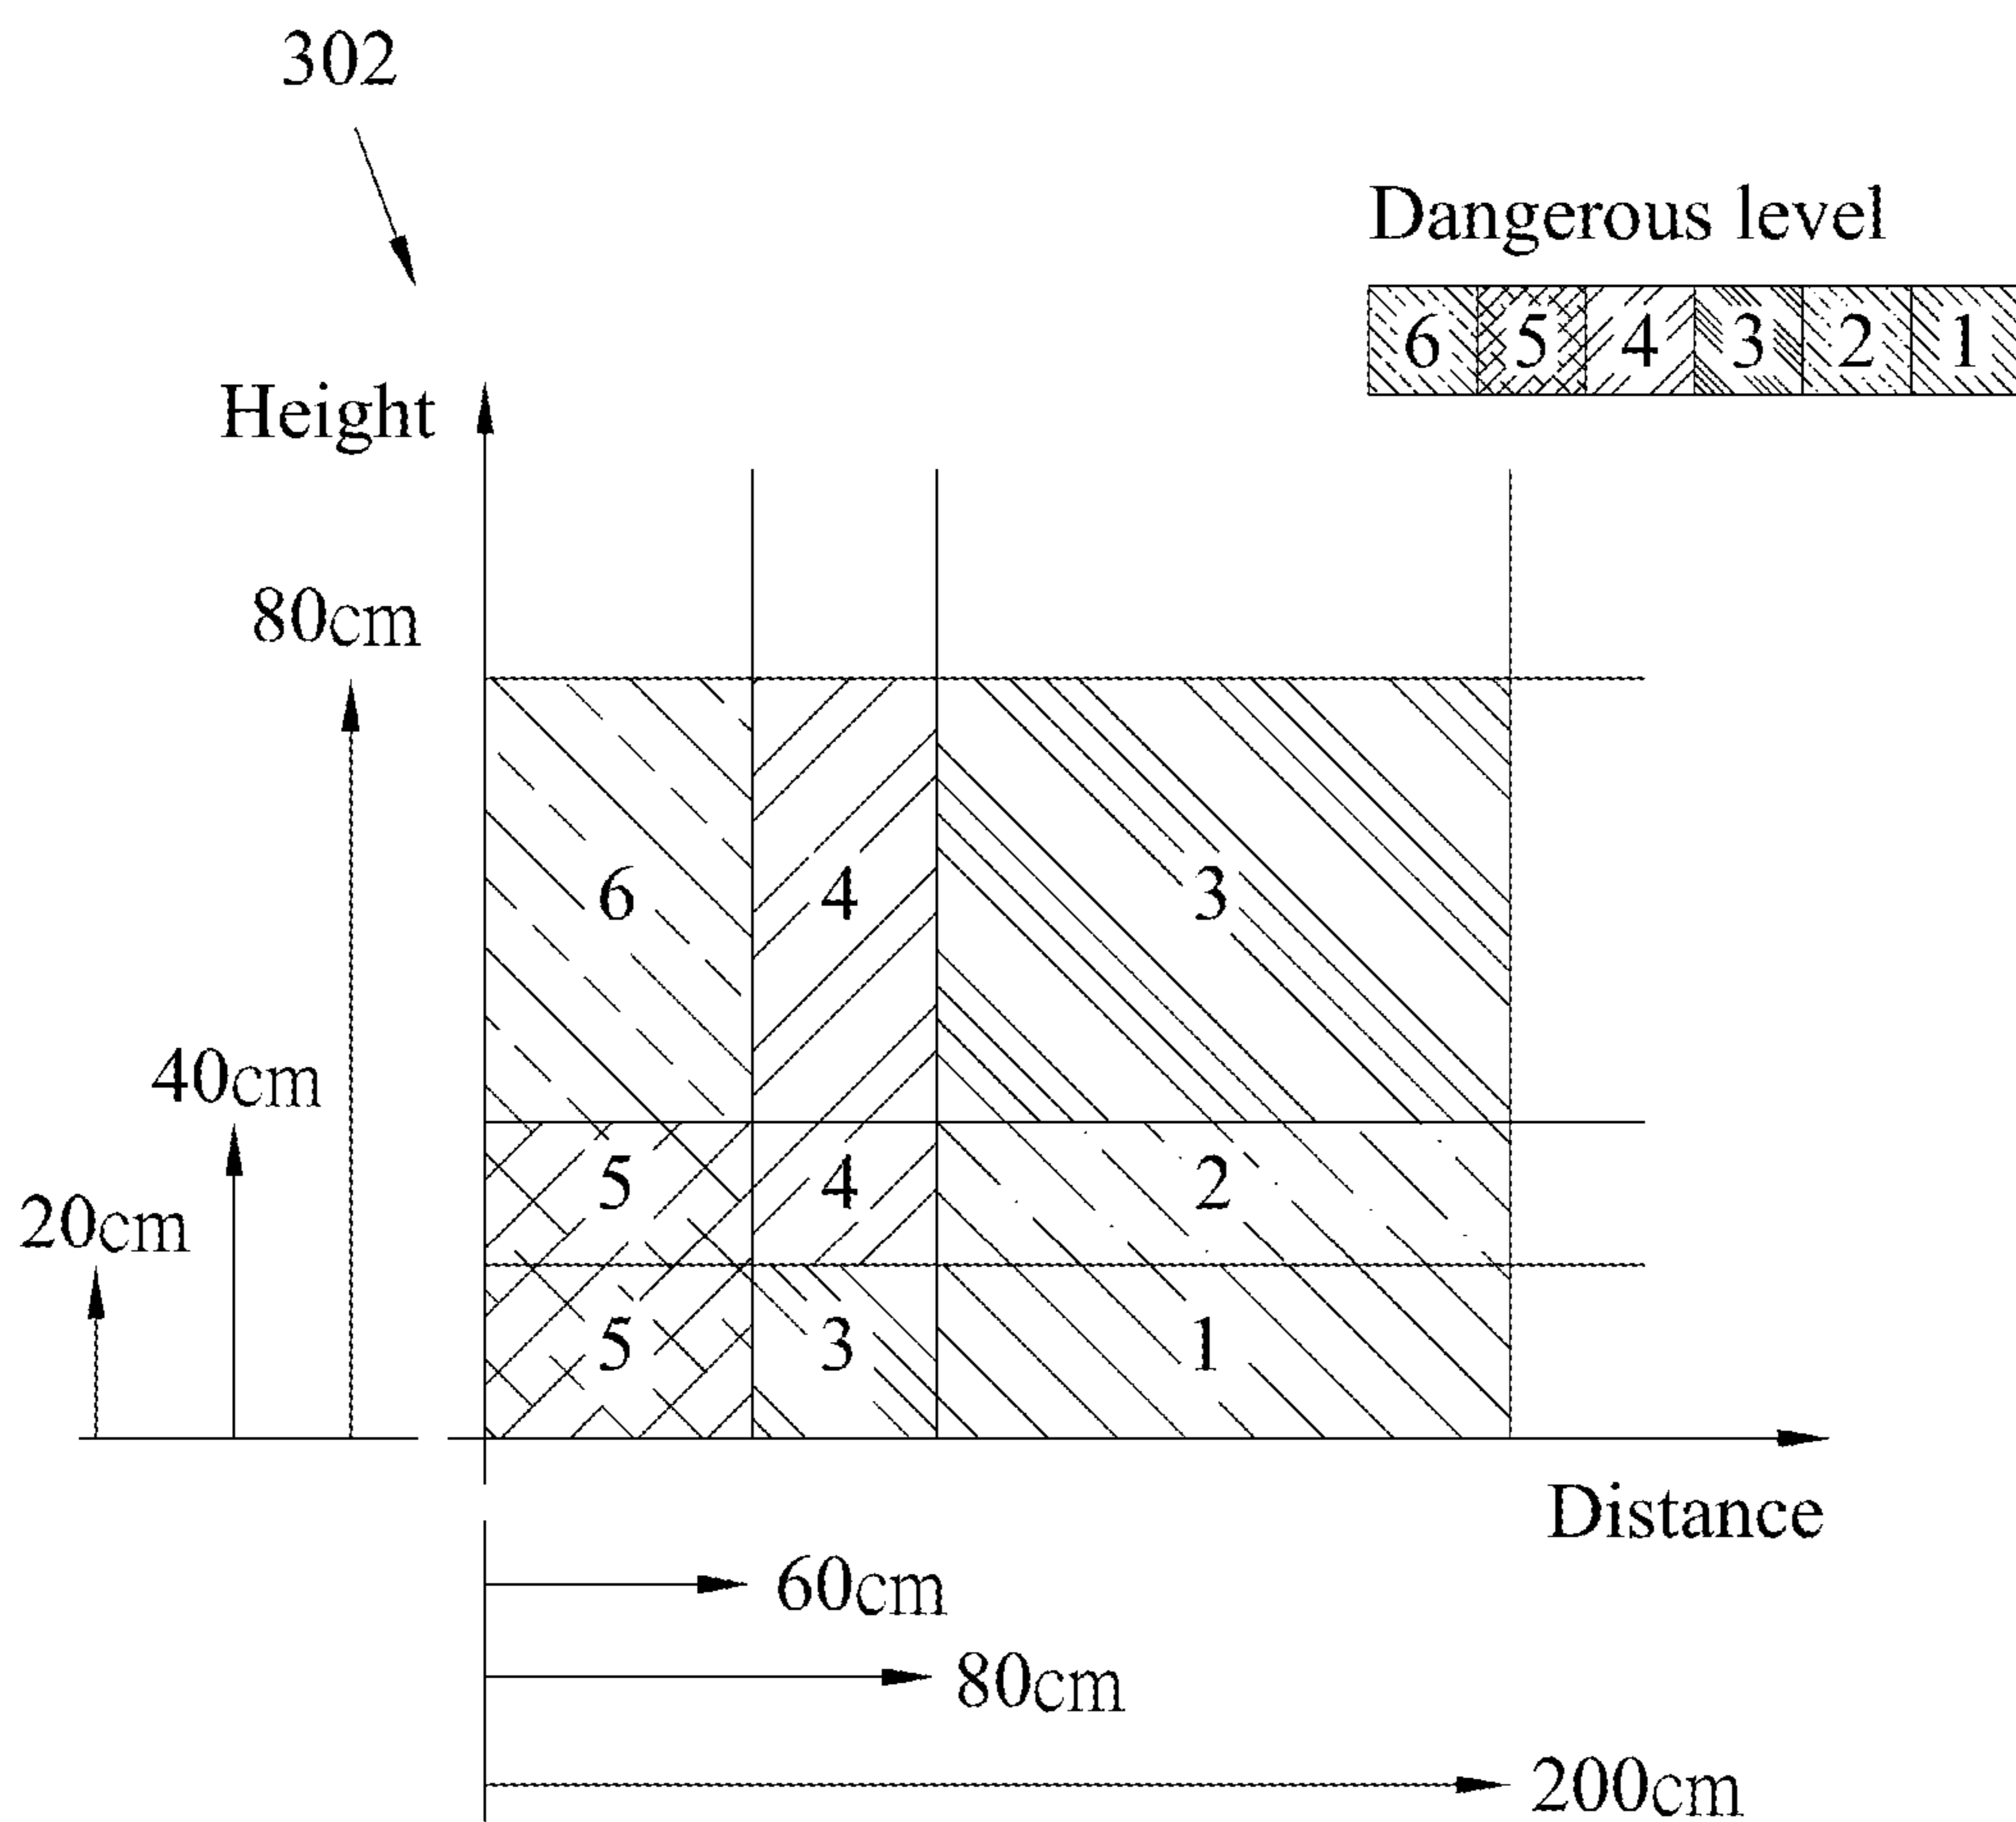 302
Dangerous level
6 5 4 3 2 1
Height
80cm
6 4 3
40cm
5 4 2
20cm
5 3 1
Distance
60cm
80cm
200cm